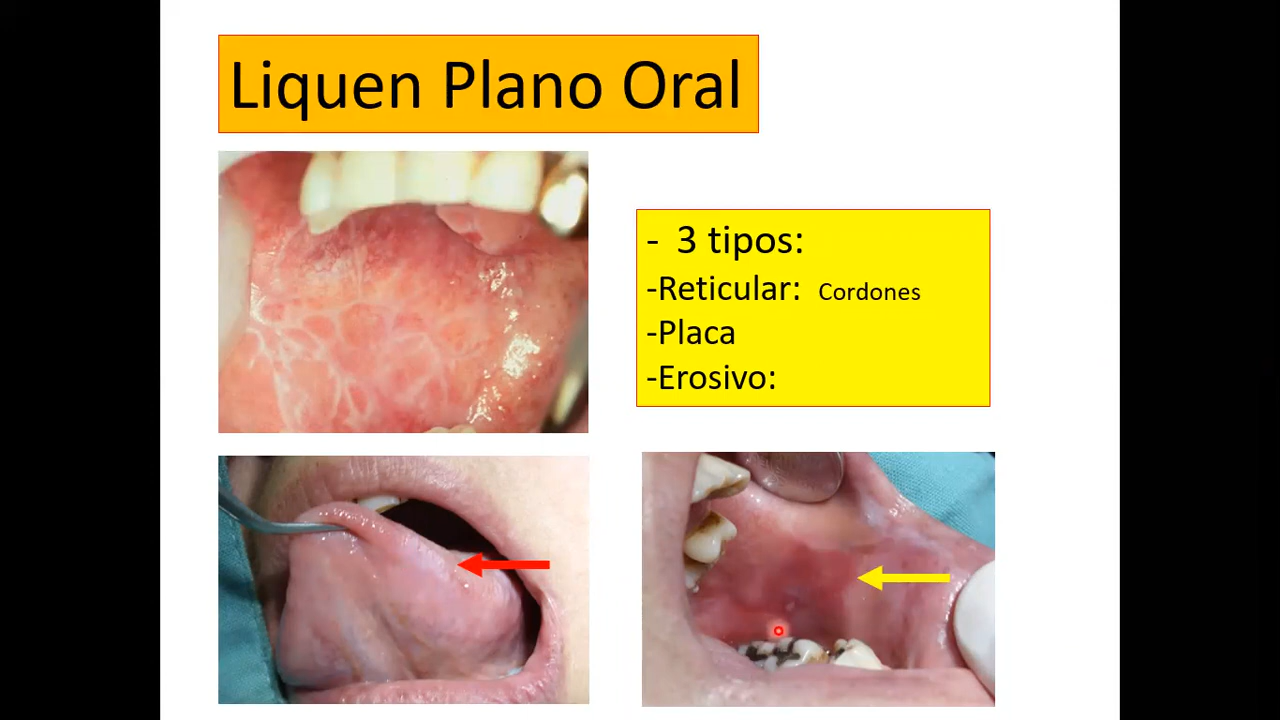 Liquen Plano Oral
- 3 tipos:
-Reticular: Cordones
-Placa
-Erosivo: